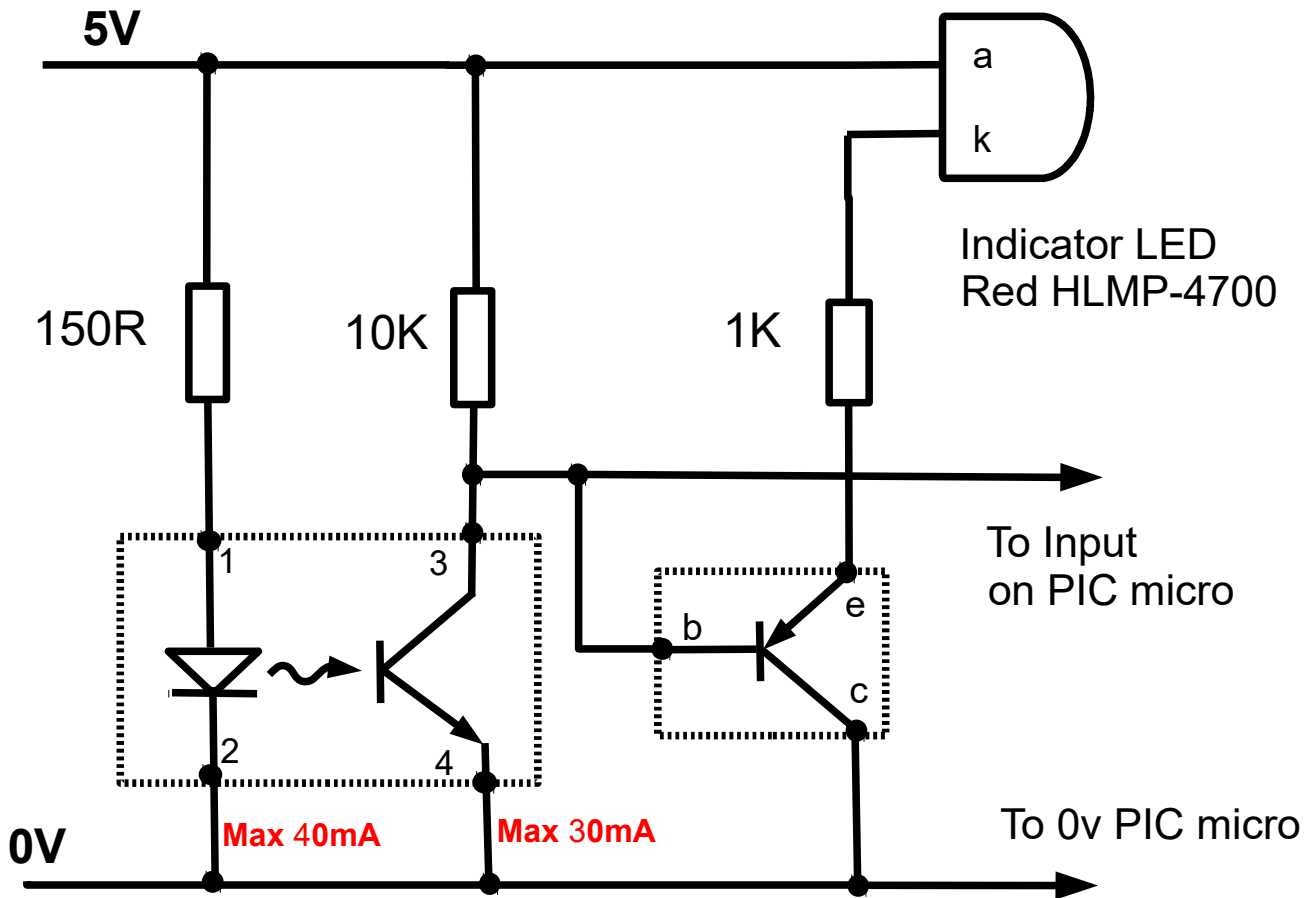 5V
a
k
Indicator LED
Red HLMP-4700
150R
10K
1K
To Input
on PIC micro
1
3
b
e
c
2
4
Max 40mA
Max 30mA
To 0v PIC micro
0V